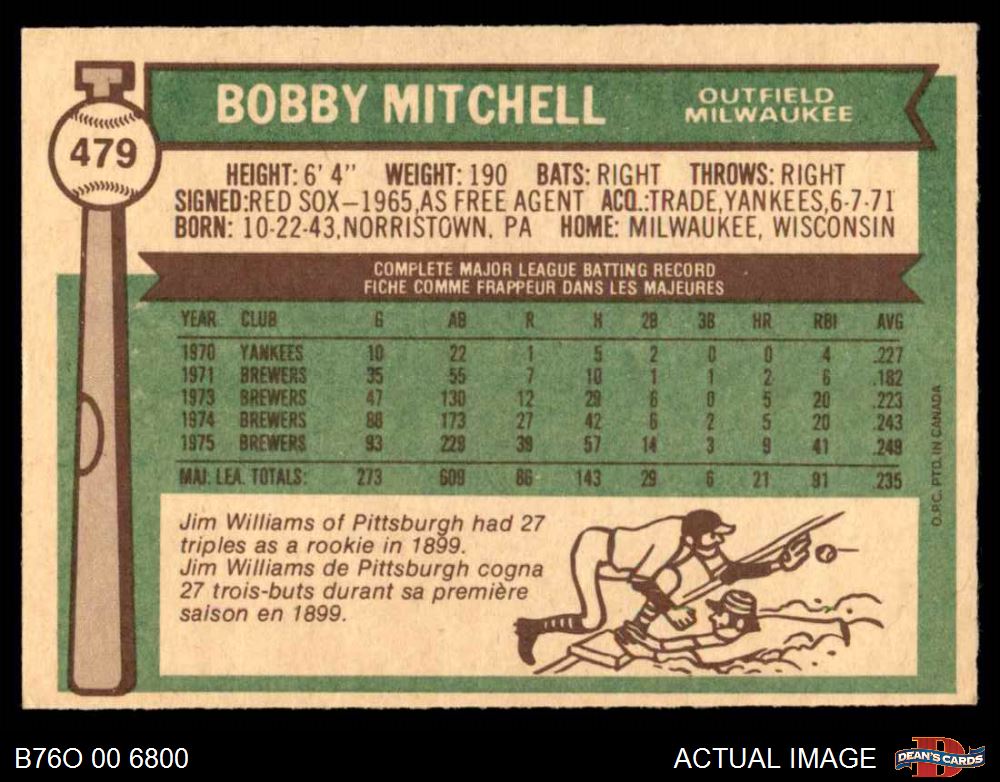 479
BOBBY MITCHELL
OUTFIELD
MILWAUKEE
HEIGHT: 6' 4" WEIGHT: 190 BATS: RIGHT THROWS: RIGHT
SIGNED:RED SOX—1965,AS FREE AGENT ACQ.:TRADE,YANKEES,6-7-71
BORN: 10-22-43,NORRISTOWN, PA HOME: MILWAUKEE, WISCONSIN
COMPLETE MAJOR LEAGUE BATTING RECORD
FICHE COMME FRAPPEUR DANS LES MAJEURES
YEAR CLUB G AB R H 2B 3B HR RBI AVG
1970 YANKEES 10 22 1 5 2 0 0 4 .227
1971 BREWERS 35 55 7 10 1 1 2 6 .182
1973 BREWERS 47 130 12 29 6 0 5 20 .223
1974 BREWERS 88 173 27 42 6 2 5 20 .243
1975 BREWERS 93 229 39 57 14 3 9 41 .249
MAJ. LEA. TOTALS: 273 609 86 143 29 6 21 91 .235
Jim Williams of Pittsburgh had 27
triples as a rookie in 1899.
Jim Williams de Pittsburgh cogna
27 trois-buts durant sa première
saison en 1899.
O.P.C. PTD. IN CANADA
B76O 00 6800
ACTUAL IMAGE
D
DEAN'S CARDS